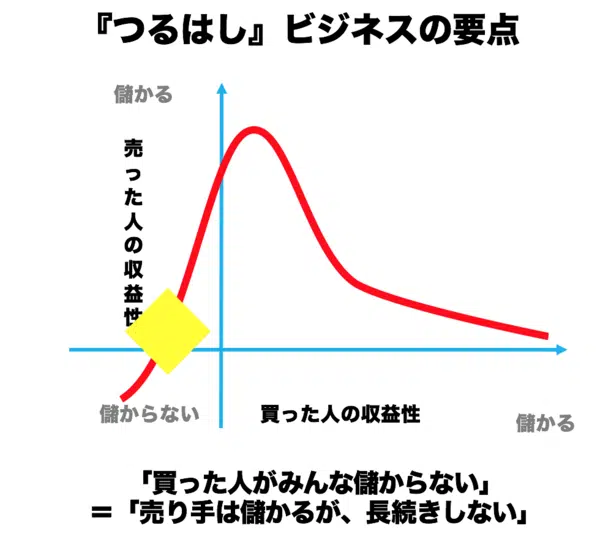 『つるはし』ビジネスの要点
儲かる
売った人の収益性
儲からない
買った人の収益性
儲かる
「買った人がみんな儲からない」
＝「売り手は儲かるが、長続きしない」